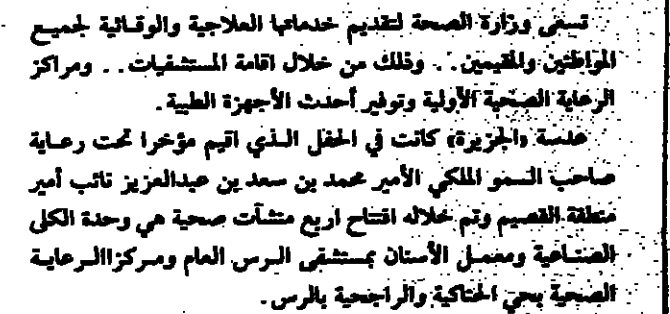 تسعى وزارة الصحة لتقديم خدماتها العلاجية والوقائية لجميع
المواطنين والمقيمين . . وذلك من خلال اقامة المستشفيات . . ومراكز
الرعاية الصحية الأولية وتوفير أحدث الأجهزة الطبية .
عدسة «الجزيرة» كانت في الحفل الذي اقيم مؤخرا تحت رعاية
صاحب السمو الملكي الأمير محمد بن سعد بن عبدالعزيز نائب أمير
منطقة القصيم وتم خلاله افتتاح اربع منشآت صحية هي وحدة الكلى
الصناعية ومعمل الأسنان بمستشفى الرس العام ومركزاالرعاية
الصحية بحي الحتاكية والراجحية بالرس .